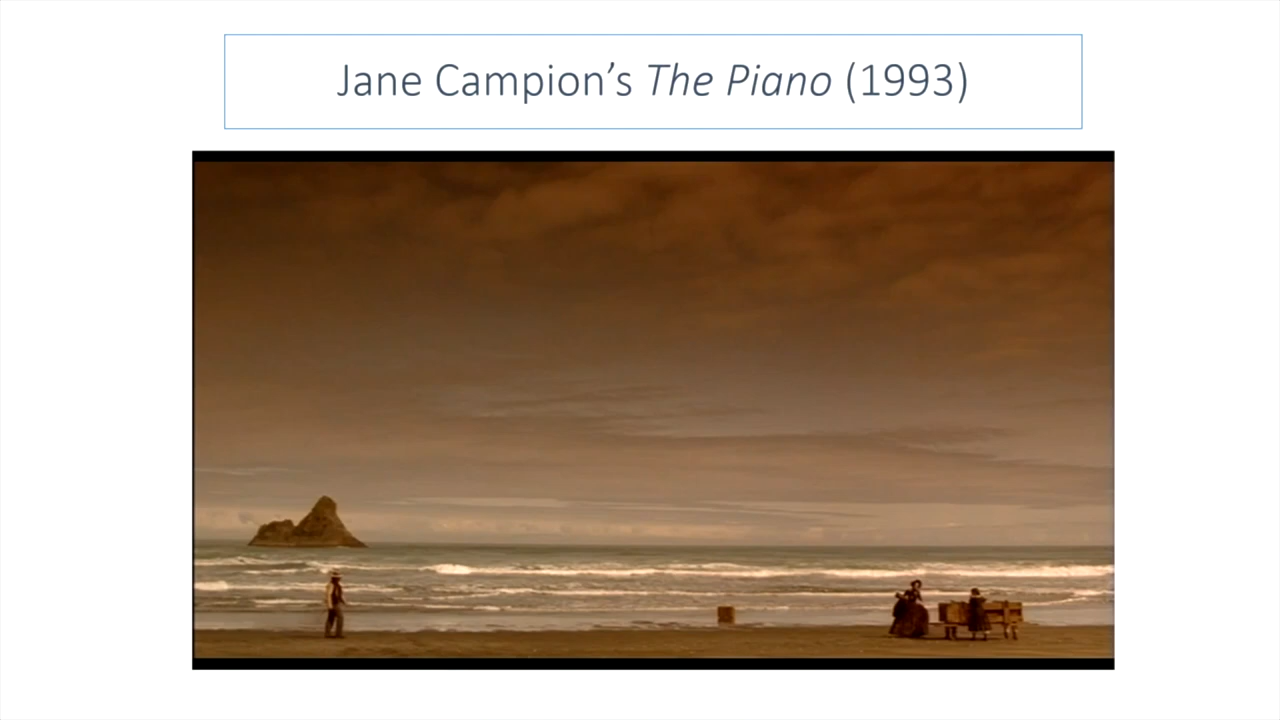 Jane Campion’s The Piano (1993)